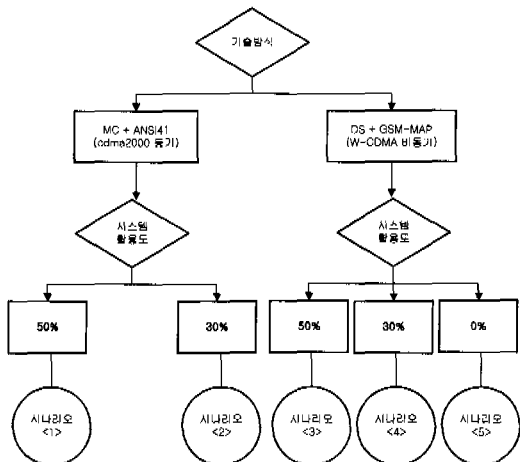 기술방식
MC + ANSI41
(cdma2000 동기)
DS + GSM-MAP
(W-CDMA 비동기)
시스템
활용도
시스템
활용도
50%
30%
50%
30%
0%
시나리오
<1>
시나리오
<2>
시나리오
<3>
시나리오
<4>
시나리오
<5>